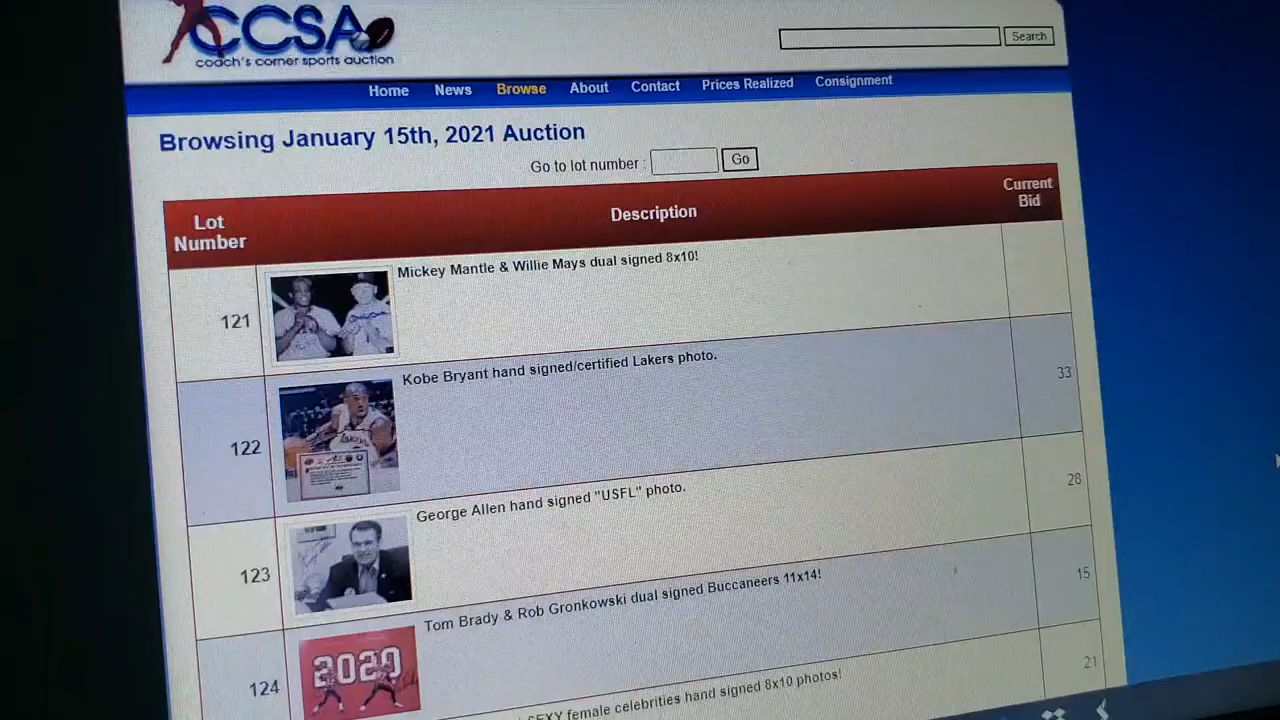 CCSA
coach's corner sports auction
Search
Home News Browse About Contact Prices Realized Consignment
Browsing January 15th, 2021 Auction
Go to lot number : Go
Lot Number Description Current Bid
121 Mickey Mantle & Willie Mays dual signed 8x10!
122 Kobe Bryant hand signed/certified Lakers photo. 33
123 George Allen hand signed "USFL" photo. 28
124 Tom Brady & Rob Gronkowski dual signed Buccaneers 11x14! 15
2020
SEXY female celebrities hand signed 8x10 photos! 21